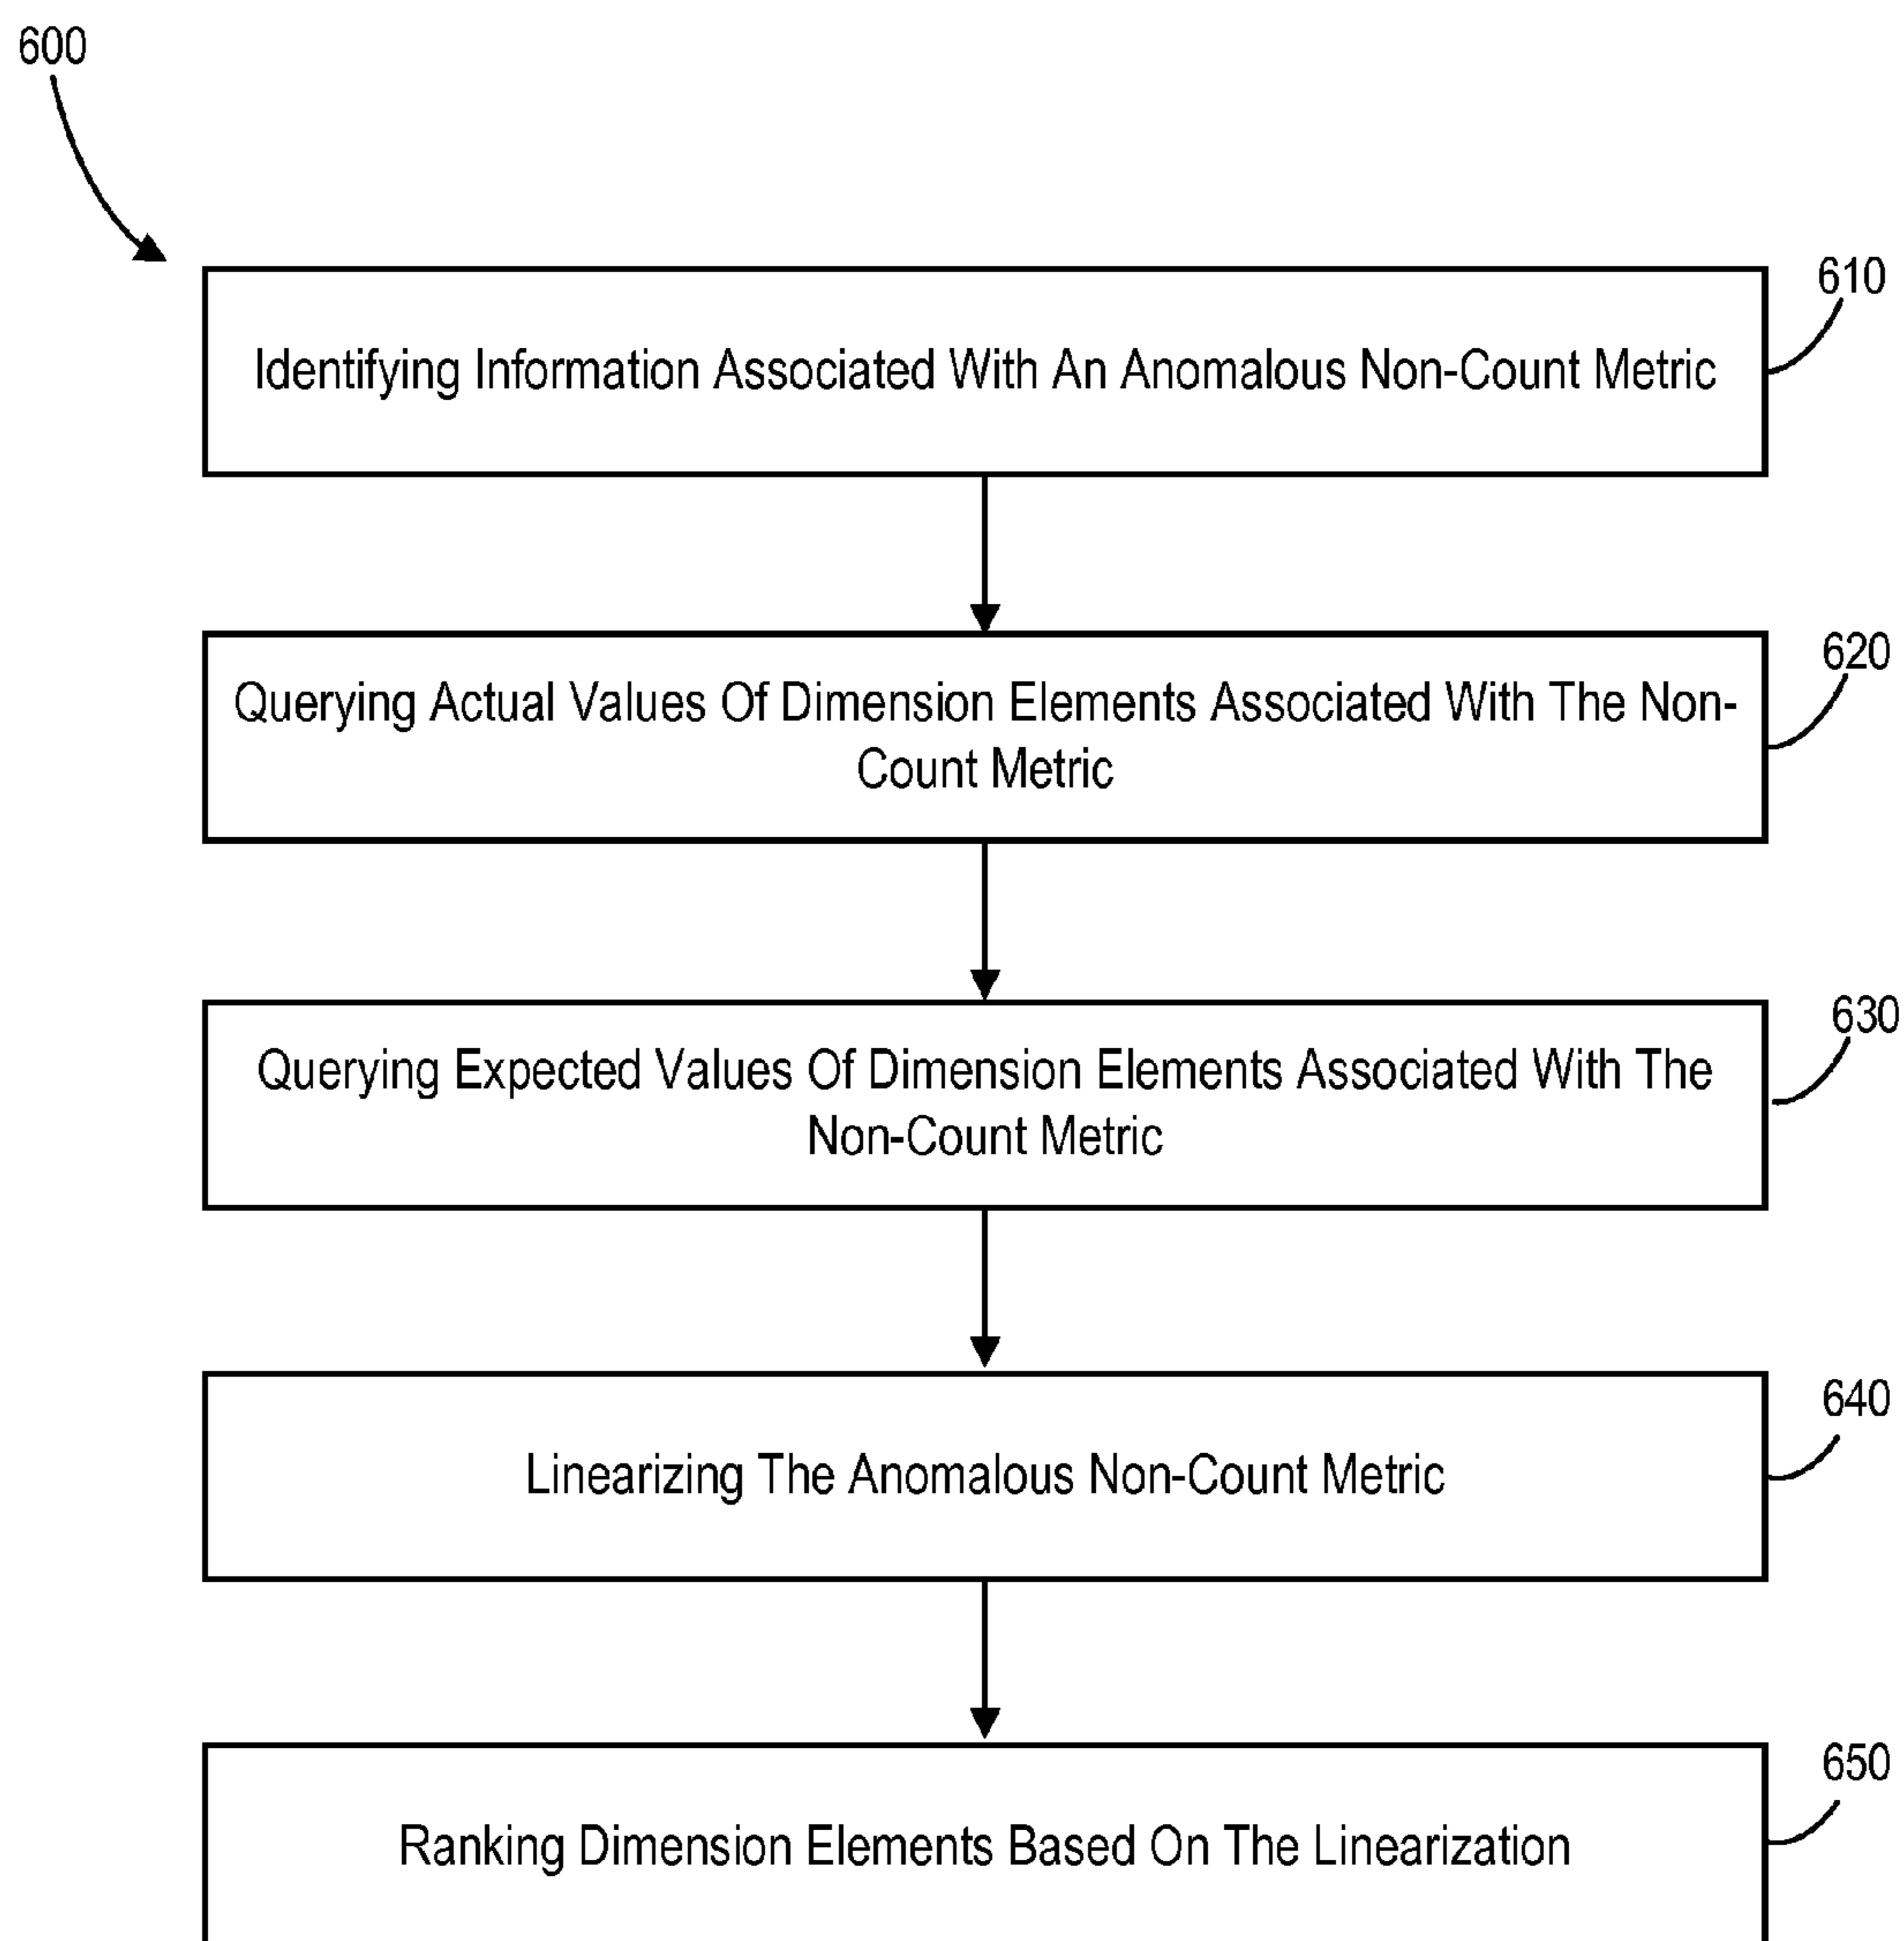 600
610
Identifying Information Associated With An Anomalous Non-Count Metric
620
Querying Actual Values Of Dimension Elements Associated With The Non-
Count Metric
630
Querying Expected Values Of Dimension Elements Associated With The
Non-Count Metric
640
Linearizing The Anomalous Non-Count Metric
650
Ranking Dimension Elements Based On The Linearization